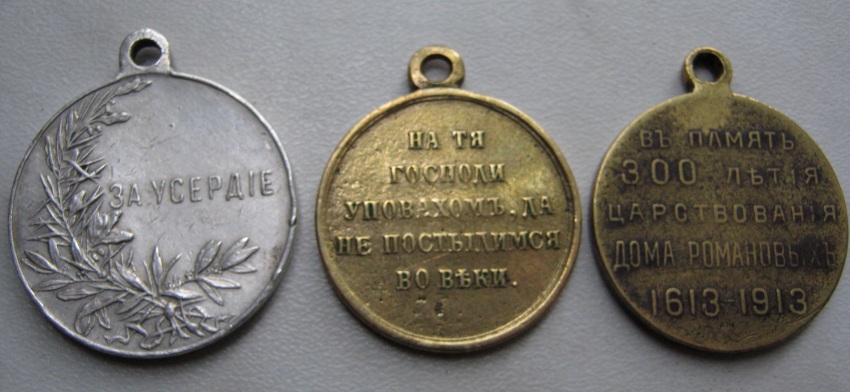 ЗА УСЕРДІЕ
НА ТЯ
ГОСПОДИ
УПОВАХОМЪ, ДА
НЕ ПОСТЫДИМСЯ
ВО ВѢКИ.
ВЪ ПАМЯТЬ
300 ЛѢТІЯ
ЦАРСТВОВАНІЯ
ДОМА РОМАНОВЫХЪ
1613-1913